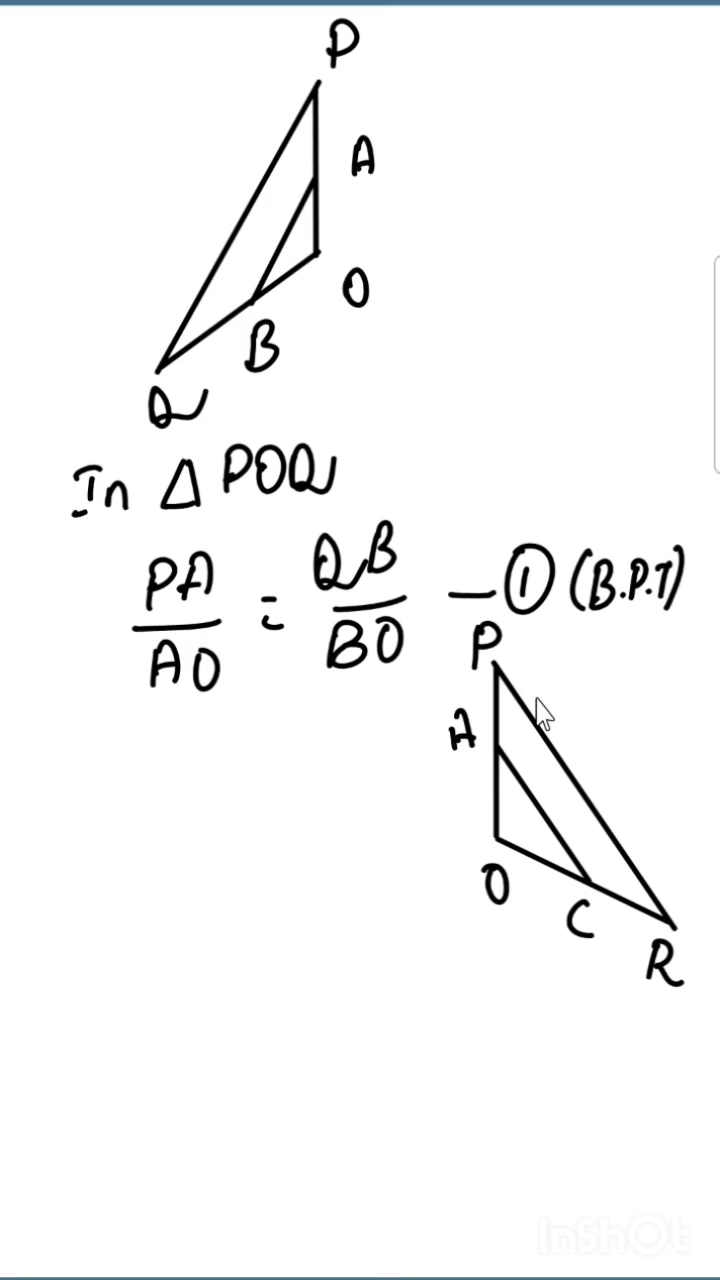 P
A
O
B
Q
In Δ POQ
PA/AO = QB/BO — ① (B.P.T)
P
A
O
C
R
InShOt